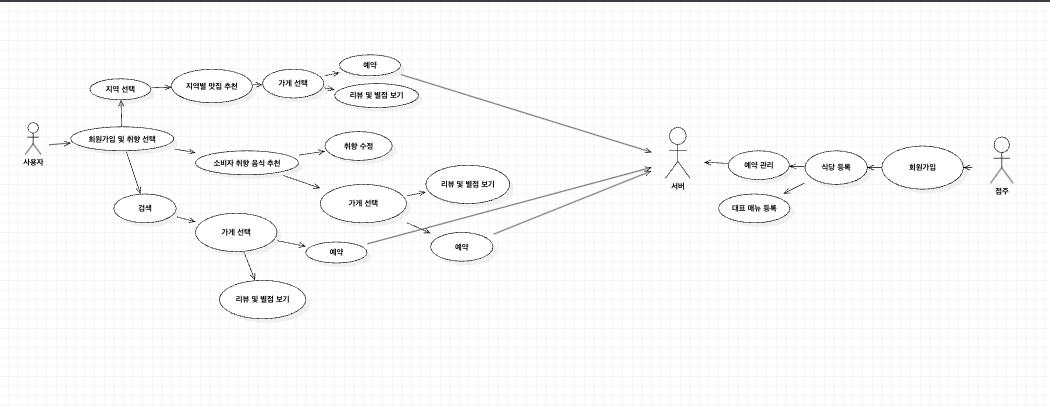 예약
지역 선택
지역별 맛집 추천
가게 선택
리뷰 및 별점 보기
사용자
회원가입 및 취향 선택
소비자 취향 음식 추천
취향 수정
가게 선택
리뷰 및 별점 보기
예약
검색
가게 선택
예약
리뷰 및 별점 보기
서버
예약 관리
식당 등록
회원가입
점주
대표 메뉴 등록